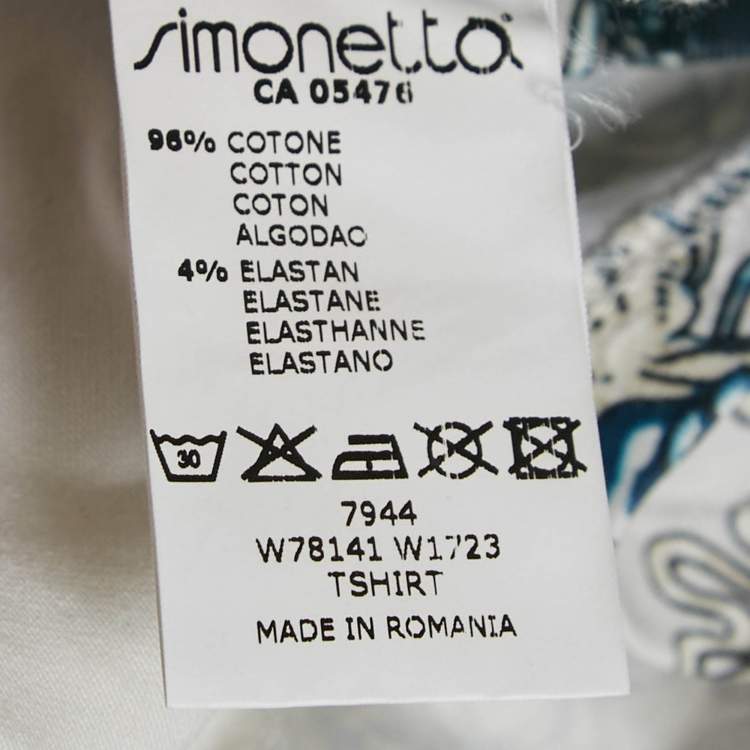 simonetta
CA 05476
96% COTONE
COTTON
COTON
ALGODAO
4% ELASTAN
ELASTANE
ELASTHANNE
ELASTANO
30
7944
W78141 W1723
TSHIRT
MADE IN ROMANIA